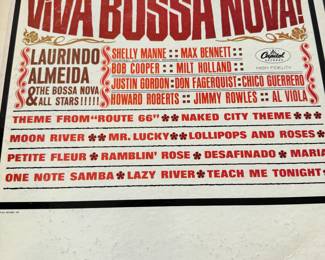 VIVA BOSSA NOVA!
LAURINDO
ALMEIDA
& THE BOSSA NOVA
ALL STARS!!!!!
SHELLY MANNE :: MAX BENNETT ::
BOB COOPER :: MILT HOLLAND ::
JUSTIN GORDON :: DON FAGERQUIST :: CHICO GUERRERO
HOWARD ROBERTS :: JIMMY ROWLES :: AL VIOLA
Capitol
RECORDS
HIGH FIDELITY
THEME FROM "ROUTE 66" ** NAKED CITY THEME ***
MOON RIVER ** MR. LUCKY ** LOLLIPOPS AND ROSES *
PETITE FLEUR * RAMBLIN' ROSE * DESAFINADO * MARIA
ONE NOTE SAMBA * LAZY RIVER * TEACH ME TONIGHT *